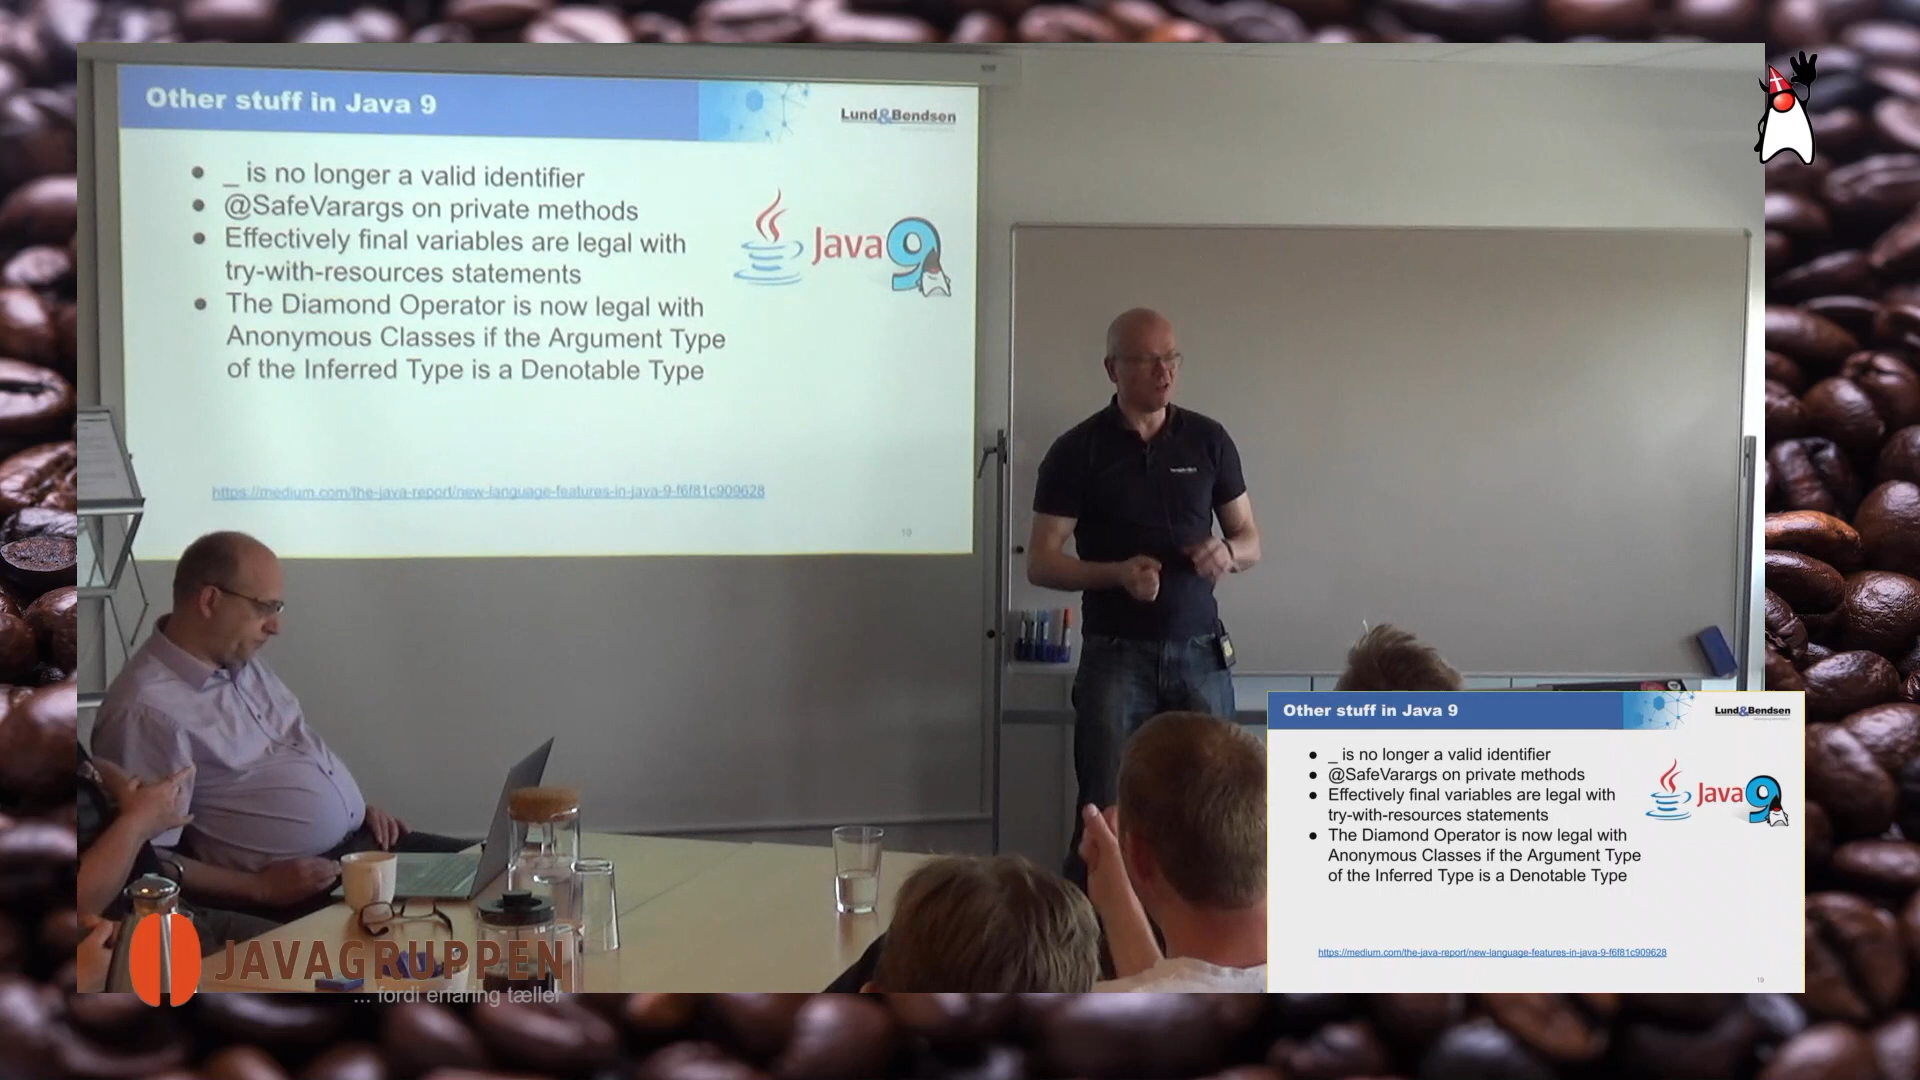 Other stuff in Java 9
Lund&Bendsen
● _ is no longer a valid identifier
● @SafeVarargs on private methods
● Effectively final variables are legal with
try-with-resources statements
● The Diamond Operator is now legal with
Anonymous Classes if the Argument Type
of the Inferred Type is a Denotable Type
Java 9
https://medium.com/the-java-report/new-language-features-in-java-9-f6f81c909628
19
JAVAGRUPPEN
... fordi erfaring tæller
Other stuff in Java 9
Lund&Bendsen
● _ is no longer a valid identifier
● @SafeVarargs on private methods
● Effectively final variables are legal with
try-with-resources statements
● The Diamond Operator is now legal with
Anonymous Classes if the Argument Type
of the Inferred Type is a Denotable Type
Java 9
https://medium.com/the-java-report/new-language-features-in-java-9-f6f81c909628
19